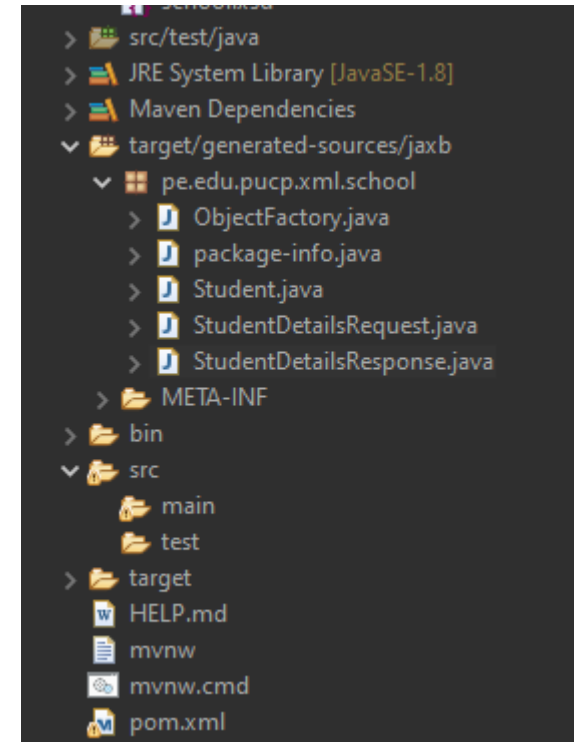 src/test/java
JRE System Library [JavaSE-1.8]
Maven Dependencies
target/generated-sources/jaxb
pe.edu.pucp.xml.school
ObjectFactory.java
package-info.java
Student.java
StudentDetailsRequest.java
StudentDetailsResponse.java
META-INF
bin
src
main
test
target
HELP.md
mvnw
mvnw.cmd
pom.xml